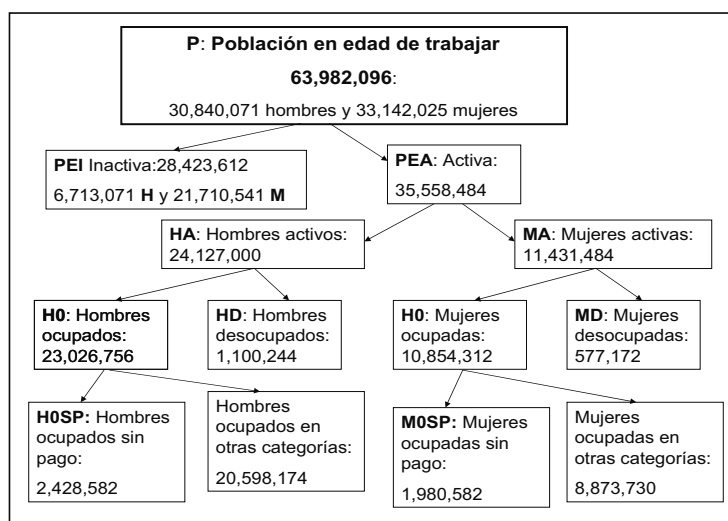 P: Población en edad de trabajar
63,982,096:
30,840,071 hombres y 33,142,025 mujeres
PEI Inactiva:28,423,612
6,713,071 H y 21,710,541 M
PEA: Activa:
35,558,484
HA: Hombres activos:
24,127,000
MA: Mujeres activas:
11,431,484
H0: Hombres
ocupados:
23,026,756
HD: Hombres
desocupados:
1,100,244
H0: Mujeres
ocupadas:
10,854,312
MD: Mujeres
desocupadas:
577,172
H0SP: Hombres
ocupados sin
pago:
2,428,582
Hombres
ocupados en
otras categorías:
20,598,174
M0SP: Mujeres
ocupadas sin
pago:
1,980,582
Mujeres
ocupadas en
otras categorías:
8,873,730